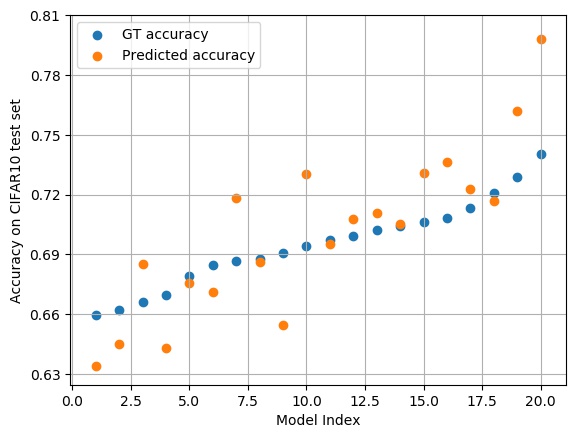 GT accuracy
Predicted accuracy
Accuracy on CIFAR10 test set
0.81
0.78
0.75
0.72
0.69
0.66
0.63
0.0 2.5 5.0 7.5 10.0 12.5 15.0 17.5 20.0
Model Index